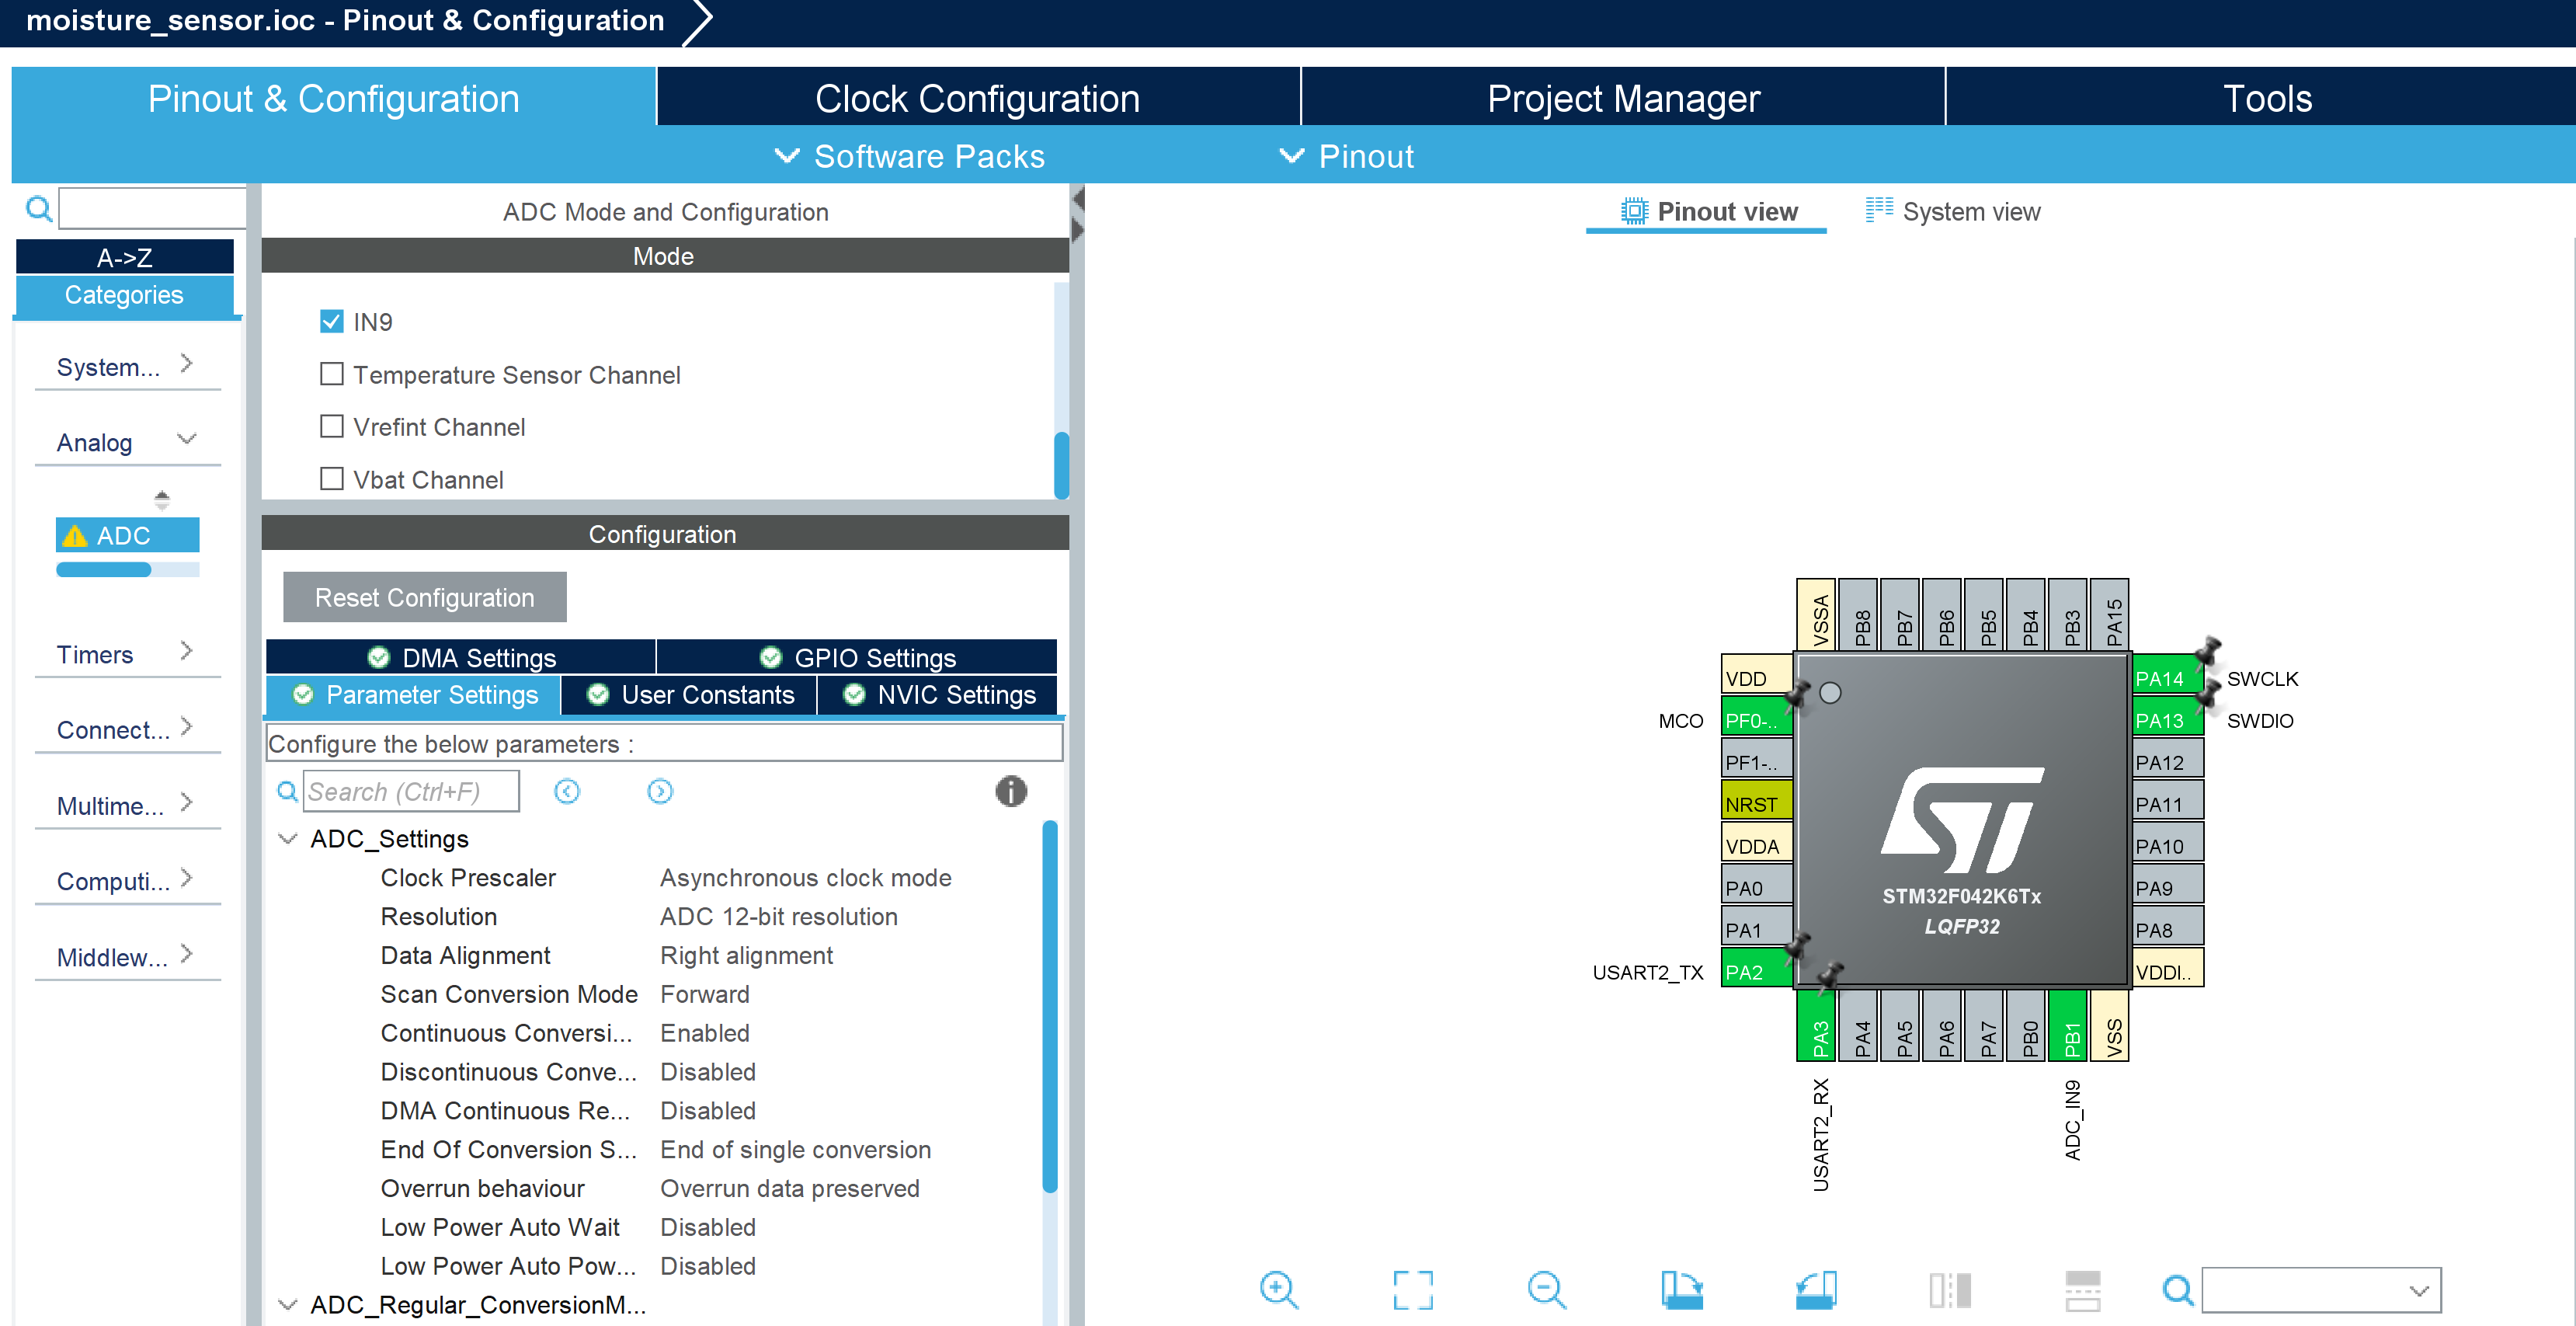 moisture_sensor.ioc - Pinout & Configuration
Pinout & Configuration
Clock Configuration
Project Manager
Tools
Software Packs
Pinout
A->Z
Categories
System...
Analog
ADC
Timers
Connect...
Multime...
Computi...
Middlew...
ADC Mode and Configuration
Mode
IN9
Temperature Sensor Channel
Vrefint Channel
Vbat Channel
Configuration
Reset Configuration
DMA Settings
GPIO Settings
Parameter Settings
User Constants
NVIC Settings
Configure the below parameters :
Search (Ctrl+F)
ADC_Settings
Clock Prescaler Asynchronous clock mode
Resolution ADC 12-bit resolution
Data Alignment Right alignment
Scan Conversion Mode Forward
Continuous Conversi... Enabled
Discontinuous Conve... Disabled
DMA Continuous Re... Disabled
End Of Conversion S... End of single conversion
Overrun behaviour Overrun data preserved
Low Power Auto Wait Disabled
Low Power Auto Pow... Disabled
ADC_Regular_ConversionM...
Pinout view
System view
VSSA
PB8
PB7
PB6
PB5
PB4
PB3
PA15
VDD
MCO PF0-..
PF1-..
NRST
VDDA
PA0
PA1
USART2_TX PA2
ST
STM32F042K6Tx
LQFP32
PA14 SWCLK
PA13 SWDIO
PA12
PA11
PA10
PA9
PA8
VDDI..
PA3
PA4
PA5
PA6
PA7
PB0
PB1
VSS
USART2_RX
ADC_IN9